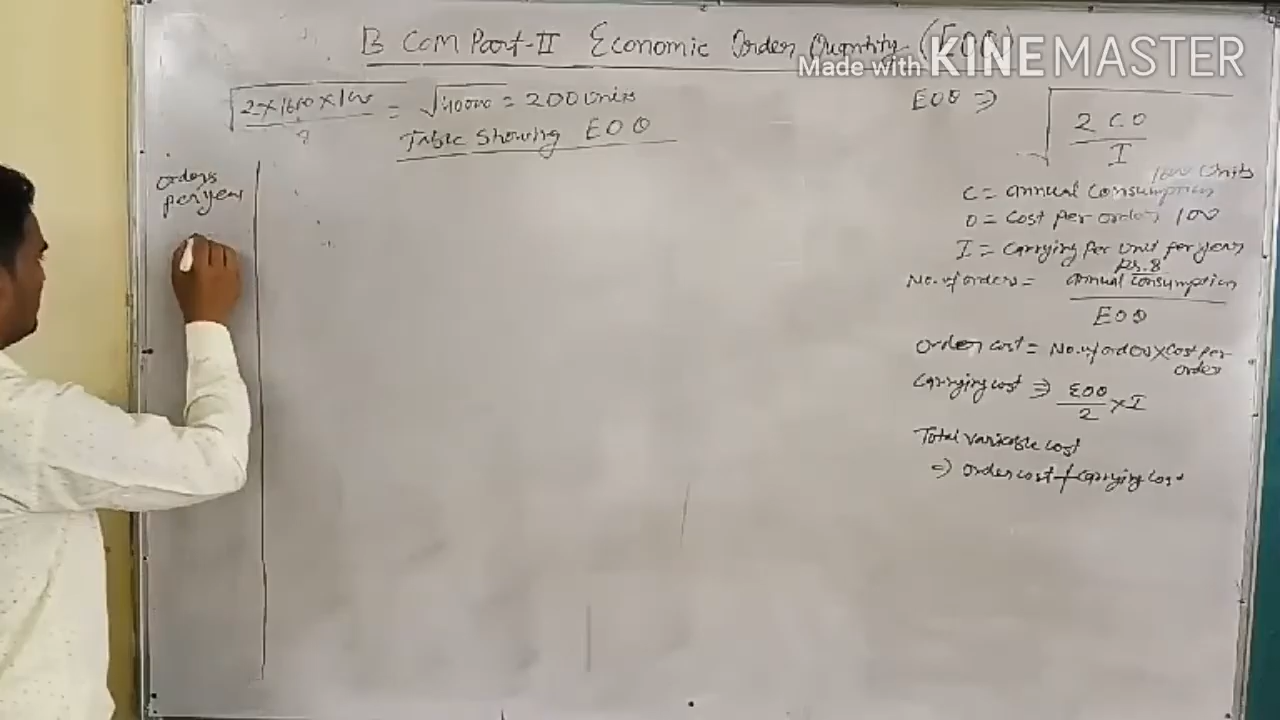 B Com Part-II Economic Order Quantity (EOQ)
Made with KINEMASTER
√2×1600×100/8 = √40000 = 200 Units
Table Showing EOQ
Orders
per year
EOQ ⇒ √2CO/I
1600 Units
C = Annual Consumption
O = Cost per order 100
I = Carrying Per Unit per year
Rs. 8
No. of orders = Annual Consumption
EOQ
Order cost = No. of orders × Cost per
order
Carrying cost ⇒ EOQ/2 × I
Total variable cost
⇒ Order cost + Carrying cost